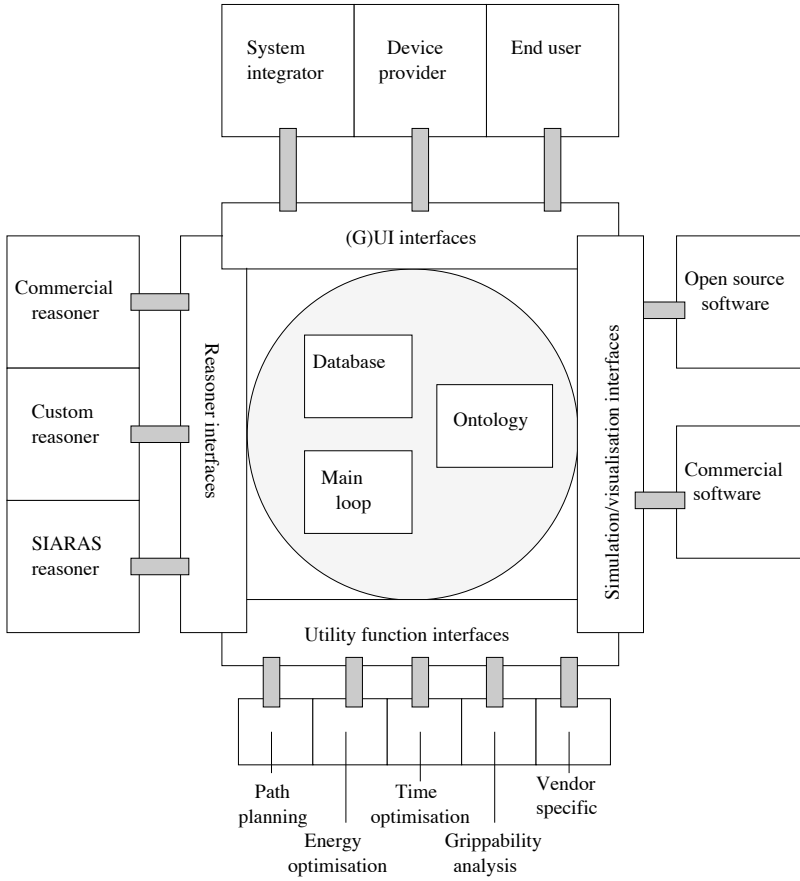 System
integrator
Device
provider
End user
(G)UI interfaces
Commercial
reasoner
Custom
reasoner
SIARAS
reasoner
Reasoner interfaces
Database
Ontology
Main
loop
Simulation/visualisation interfaces
Open source
software
Commercial
software
Utility function interfaces
Path
planning
Energy
optimisation
Time
optimisation
Grippability
analysis
Vendor
specific